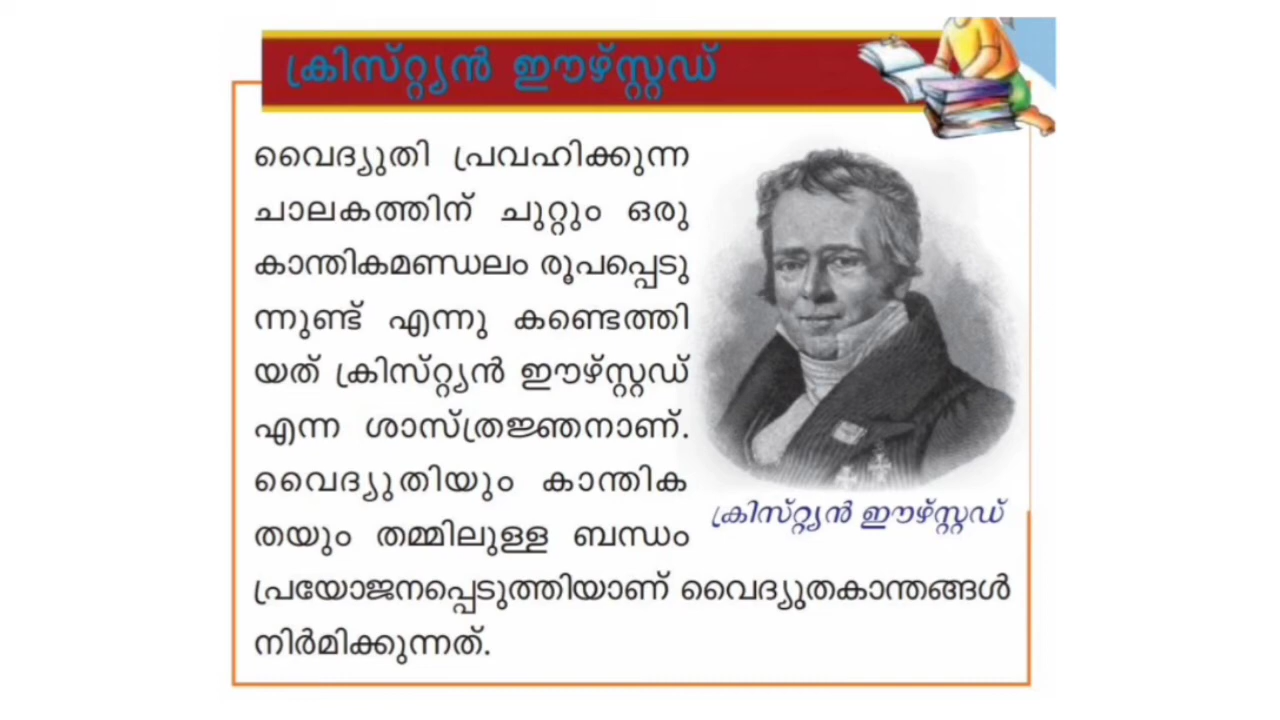 ക്രിസ്റ്റ്യൻ ഈഴ്സ്റ്റഡ്
വൈദ്യുതി പ്രവഹിക്കുന്ന
ചാലകത്തിന് ചുറ്റും ഒരു
കാന്തികമണ്ഡലം രൂപപ്പെടു
ന്നുണ്ട് എന്നു കണ്ടെത്തി
യത് ക്രിസ്റ്റ്യൻ ഈഴ്സ്റ്റഡ്
എന്ന ശാസ്ത്രജ്ഞനാണ്.
വൈദ്യുതിയും കാന്തിക
തയും തമ്മിലുള്ള ബന്ധം
പ്രയോജനപ്പെടുത്തിയാണ് വൈദ്യുതകാന്തങ്ങൾ
നിർമിക്കുന്നത്.
ക്രിസ്റ്റ്യൻ ഈഴ്സ്റ്റഡ്